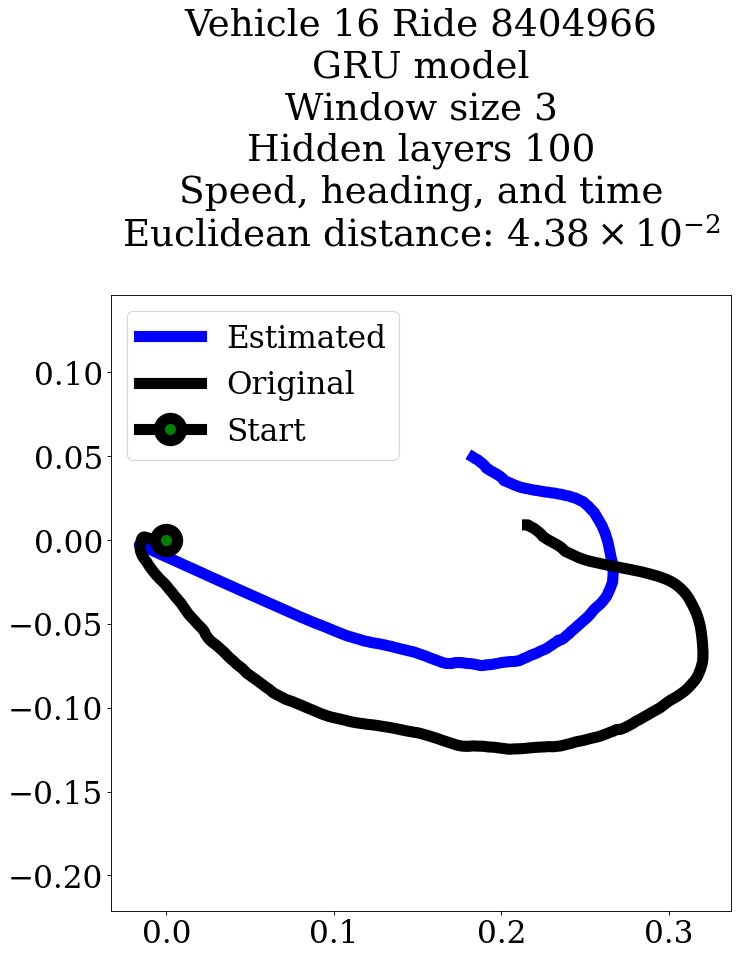 Vehicle 16 Ride 8404966
GRU model
Window size 3
Hidden layers 100
Speed, heading, and time
Euclidean distance: 4.38 × 10⁻²
Estimated
Original
Start
0.10
0.05
0.00
−0.05
−0.10
−0.15
−0.20
0.0 0.1 0.2 0.3